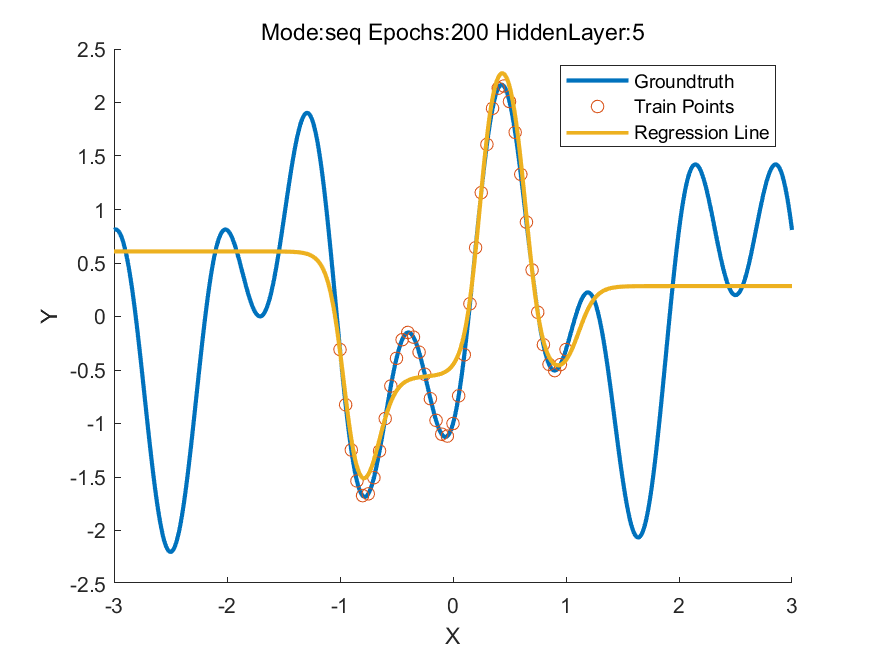 Mode:seq Epochs:200 HiddenLayer:5
Groundtruth
Train Points
Regression Line
2.5
2
1.5
1
0.5
0
-0.5
-1
-1.5
-2
-2.5
Y
-3 -2 -1 0 1 2 3
X